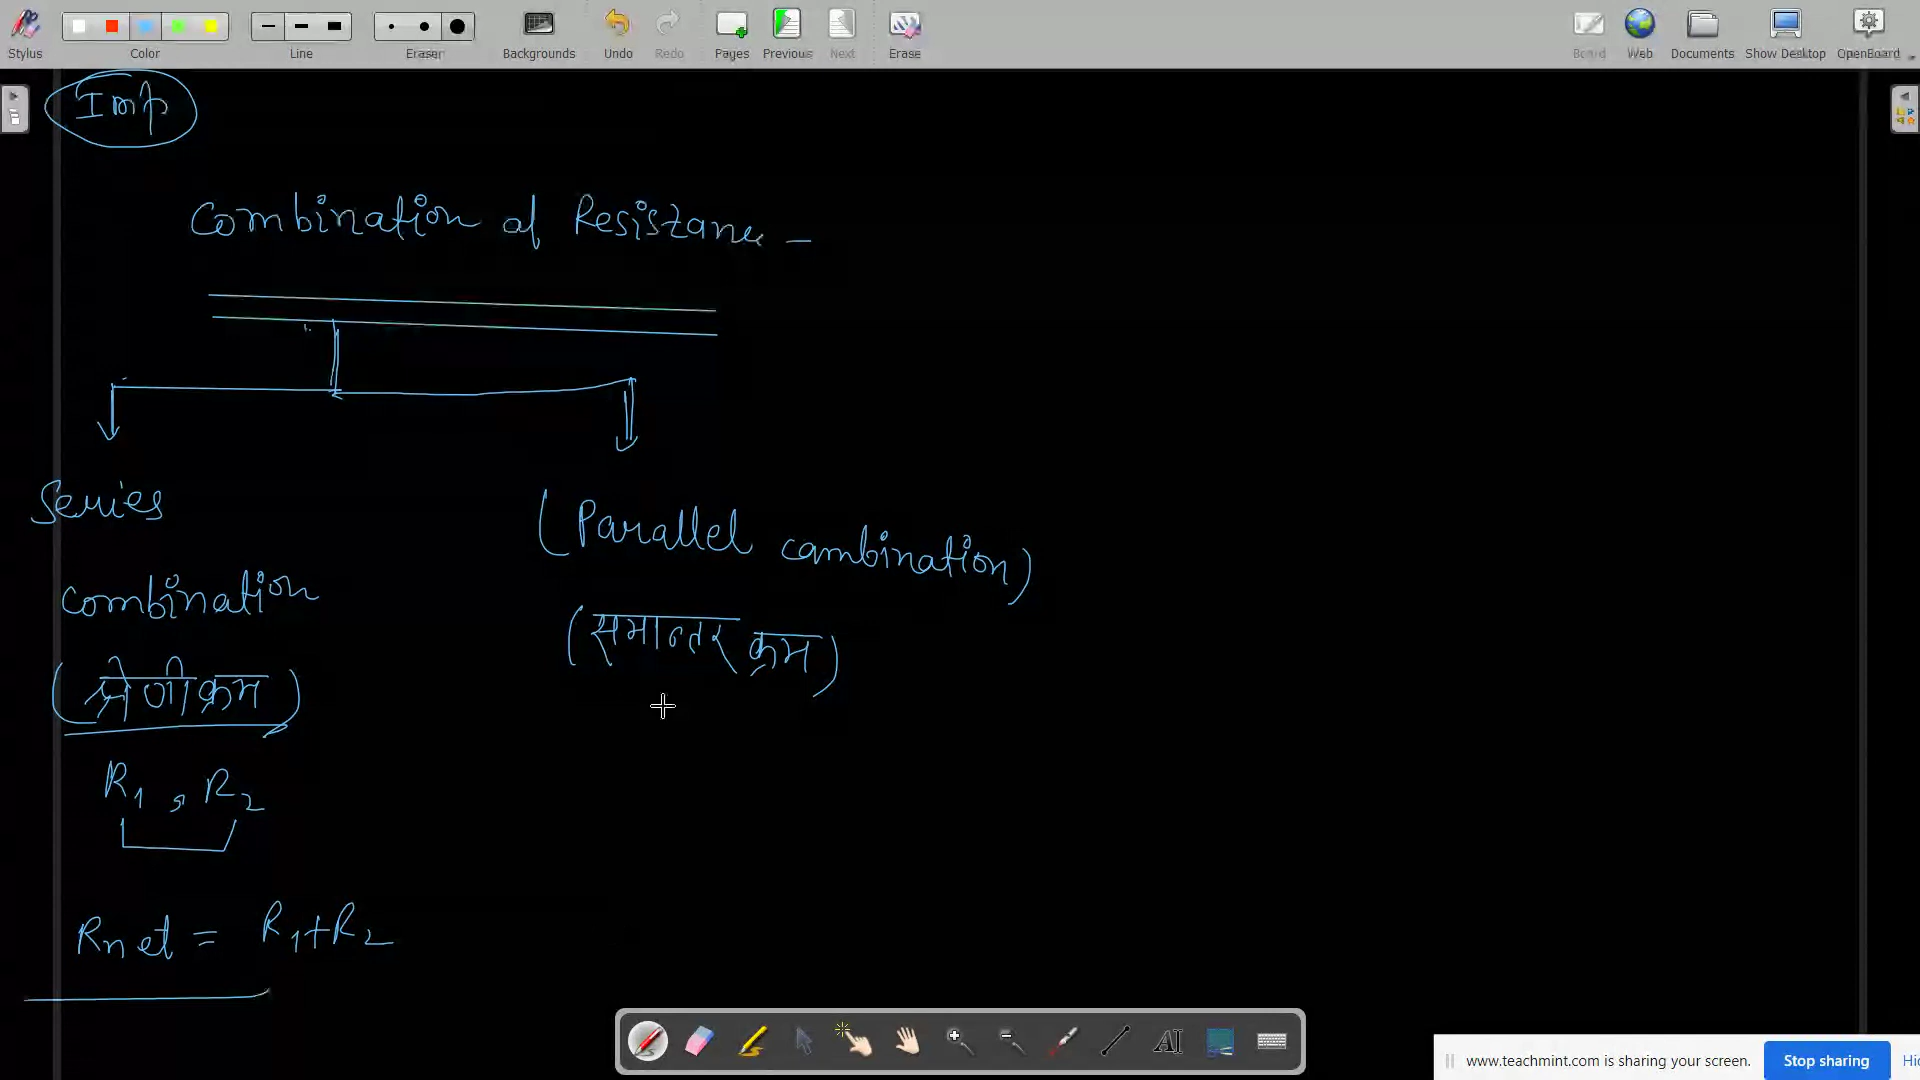 Stylus Color Line Eraser Backgrounds Undo Redo Pages Previous Next Erase Board Web Documents Show Desktop OpenBoard
Imp
Combination of Resistance -
Series
combination
(श्रेणी क्रम)
R1, R2
Rnet = R1+R2
(Parallel combination)
(समान्तर क्रम)
www.teachmint.com is sharing your screen. Stop sharing